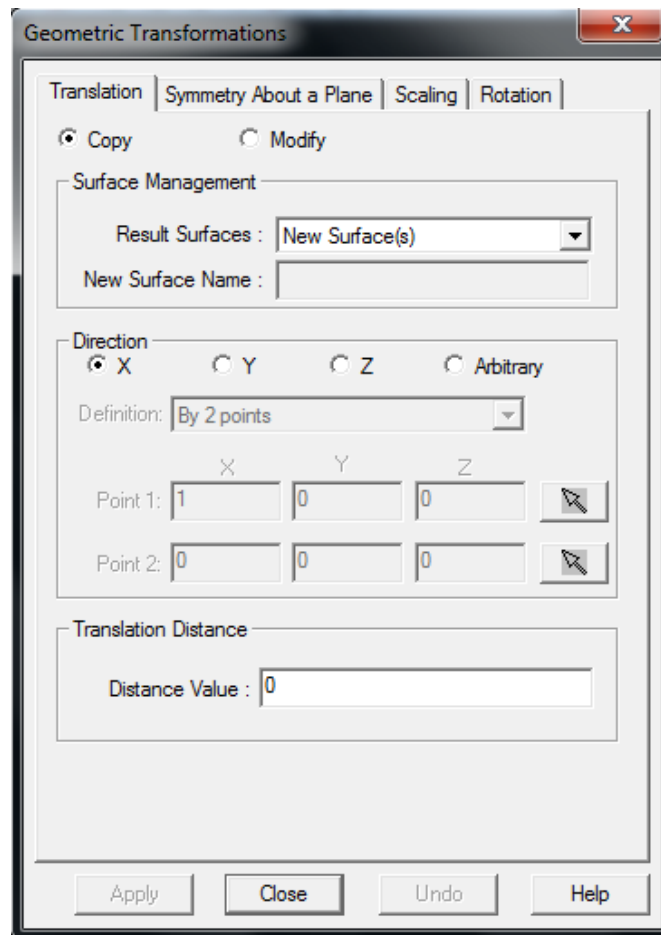 Geometric Transformations
Translation Symmetry About a Plane Scaling Rotation
Copy Modify
Surface Management
Result Surfaces : New Surface(s)
New Surface Name :
Direction
X Y Z Arbitrary
Definition: By 2 points
X Y Z
Point 1: 1 0 0
Point 2: 0 0 0
Translation Distance
Distance Value : 0
Apply Close Undo Help